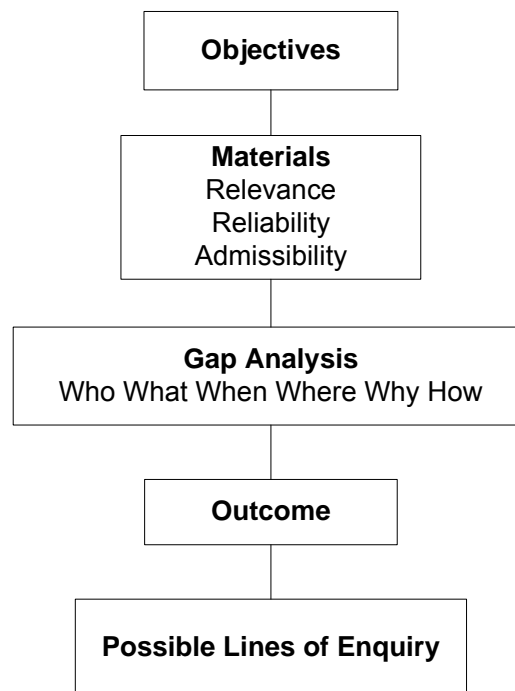 Objectives
Materials
Relevance
Reliability
Admissibility
Gap Analysis
Who What When Where Why How
Outcome
Possible Lines of Enquiry